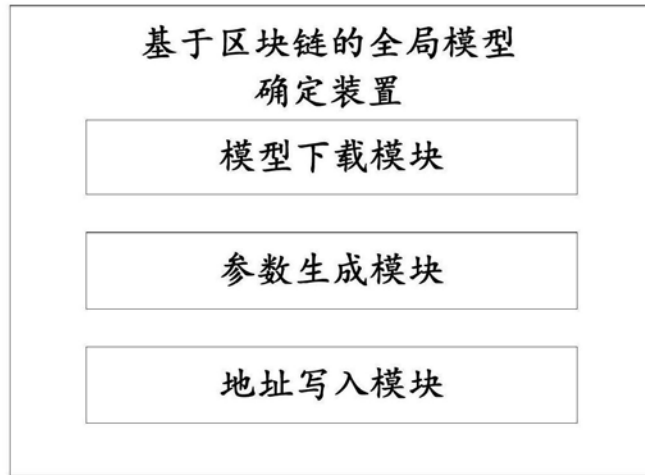 基于区块链的全局模型
确定装置
模型下载模块
参数生成模块
地址写入模块